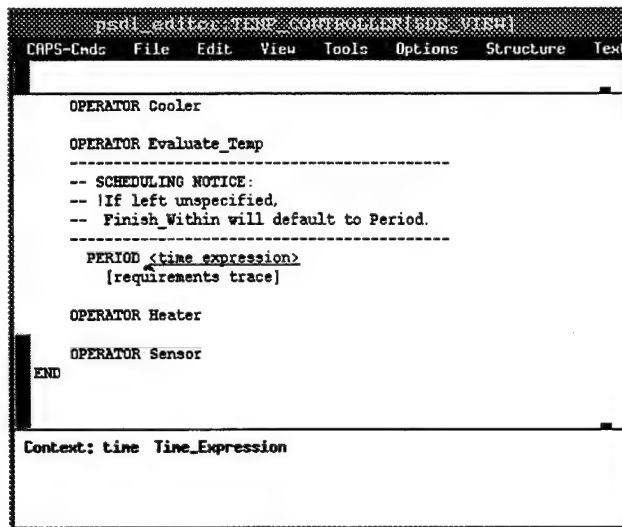 psdl_editor:TEMP_CONTROLLER[SDE_VIEW]
CAPS-Cmds File Edit View Tools Options Structure Text
OPERATOR Cooler
OPERATOR Evaluate_Temp
--------------------------------------------
-- SCHEDULING NOTICE:
-- !If left unspecified,
-- Finish_Within will default to Period.
--------------------------------------------
PERIOD <time expression>
[requirements trace]
OPERATOR Heater
OPERATOR Sensor
END
Context: time Time_Expression